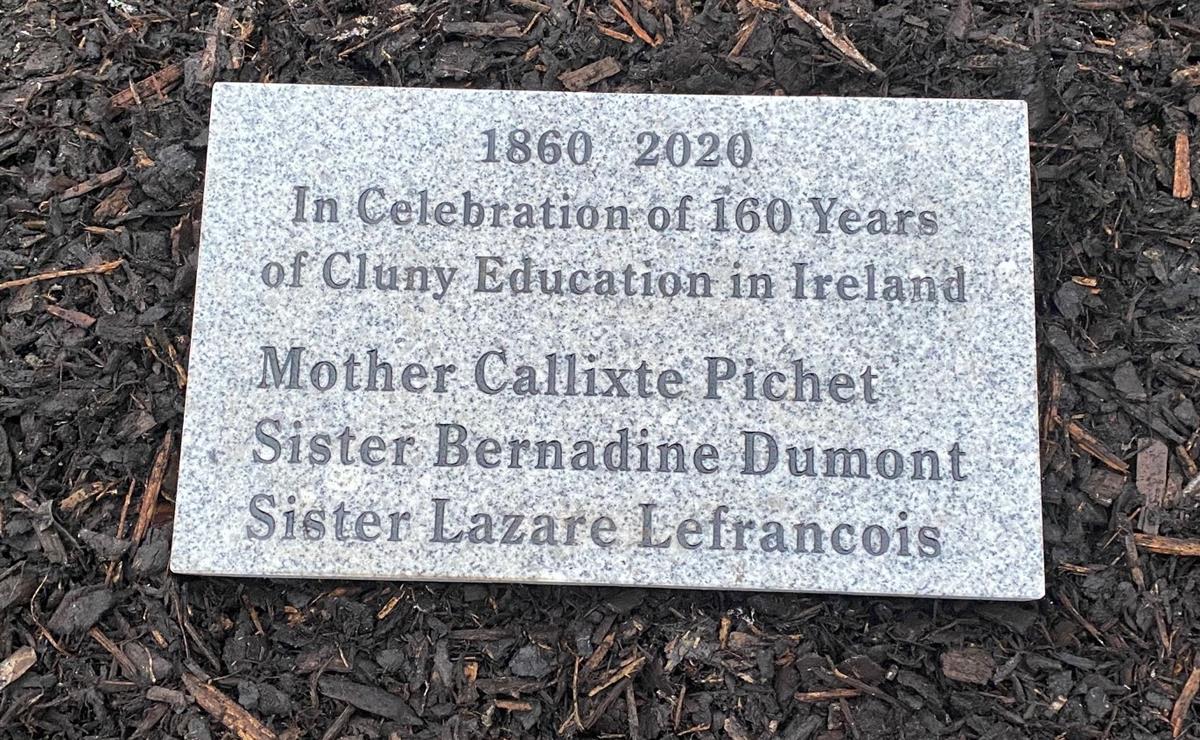 1860 2020
In Celebration of 160 Years
of Cluny Education in Ireland
Mother Callixte Pichet
Sister Bernadine Dumont
Sister Lazare Lefrancois